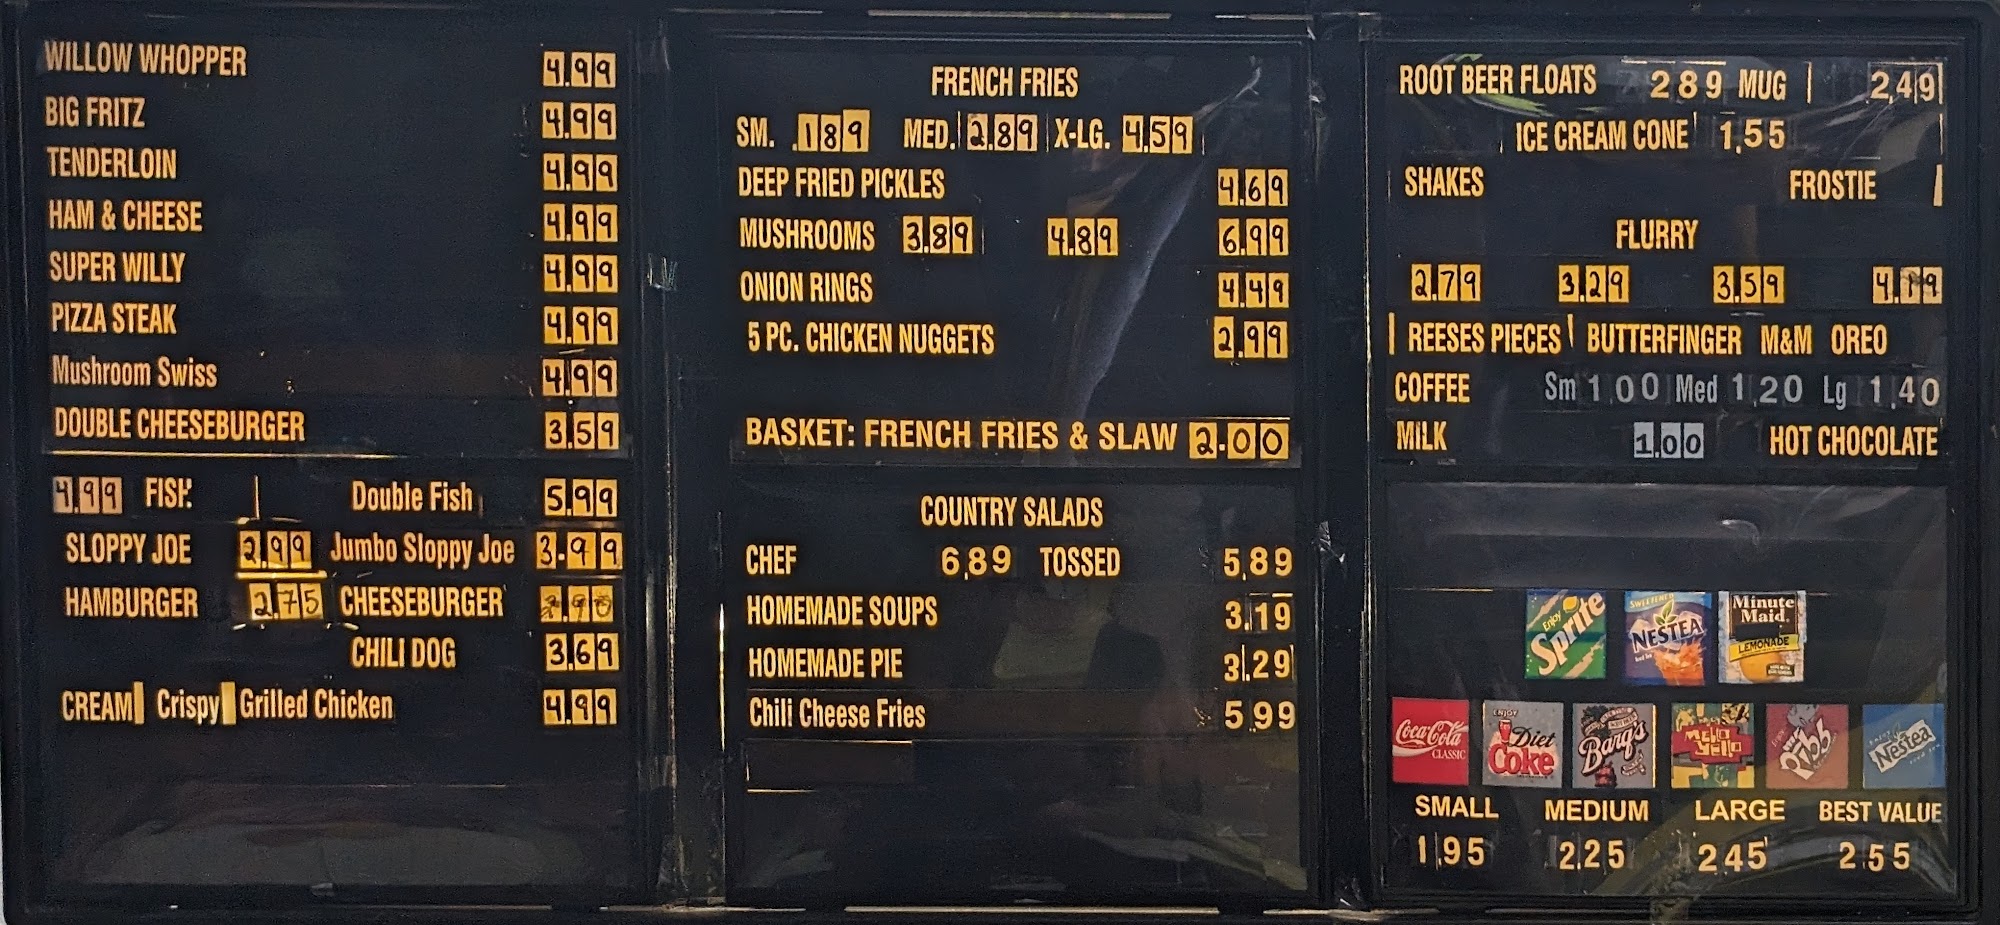 WILLOW WHOPPER 4.99
BIG FRITZ 4.99
TENDERLOIN 4.99
HAM & CHEESE 4.99
SUPER WILLY 4.99
PIZZA STEAK 4.99
Mushroom Swiss 4.99
DOUBLE CHEESEBURGER 3.59
4.99 FISH Double Fish 5.99
SLOPPY JOE 2.99 Jumbo Sloppy Joe 3.99
HAMBURGER 2.75 CHEESEBURGER
CHILI DOG 3.69
CREAM Crispy Grilled Chicken 4.99
FRENCH FRIES
SM. .189 MED. 2.89 X-LG. 4.59
DEEP FRIED PICKLES 4.69
MUSHROOMS 3.89 4.89 6.99
ONION RINGS 4.49
5 PC. CHICKEN NUGGETS 2.99
BASKET: FRENCH FRIES & SLAW 2.00
COUNTRY SALADS
CHEF 6,89 TOSSED 5,89
HOMEMADE SOUPS 3.19
HOMEMADE PIE 3.29
Chili Cheese Fries 5 99
ROOT BEER FLOATS 2 89 MUG 2,49
ICE CREAM CONE 1,55
SHAKES FROSTIE
FLURRY
2.79 3.29 3.59
REESES PIECES BUTTERFINGER M&M OREO
COFFEE Sm 1 00 Med 1,20 Lg 1,40
MILK 1.00 HOT CHOCOLATE
Enjoy Sprite SWEETENED NESTEA Minute Maid LEMONADE
Coca-Cola CLASSIC ENJOY Diet Coke Barq's Mello Yello Pibb Nestea
SMALL MEDIUM LARGE BEST VALUE
1,95 2.25 2 45 2 55